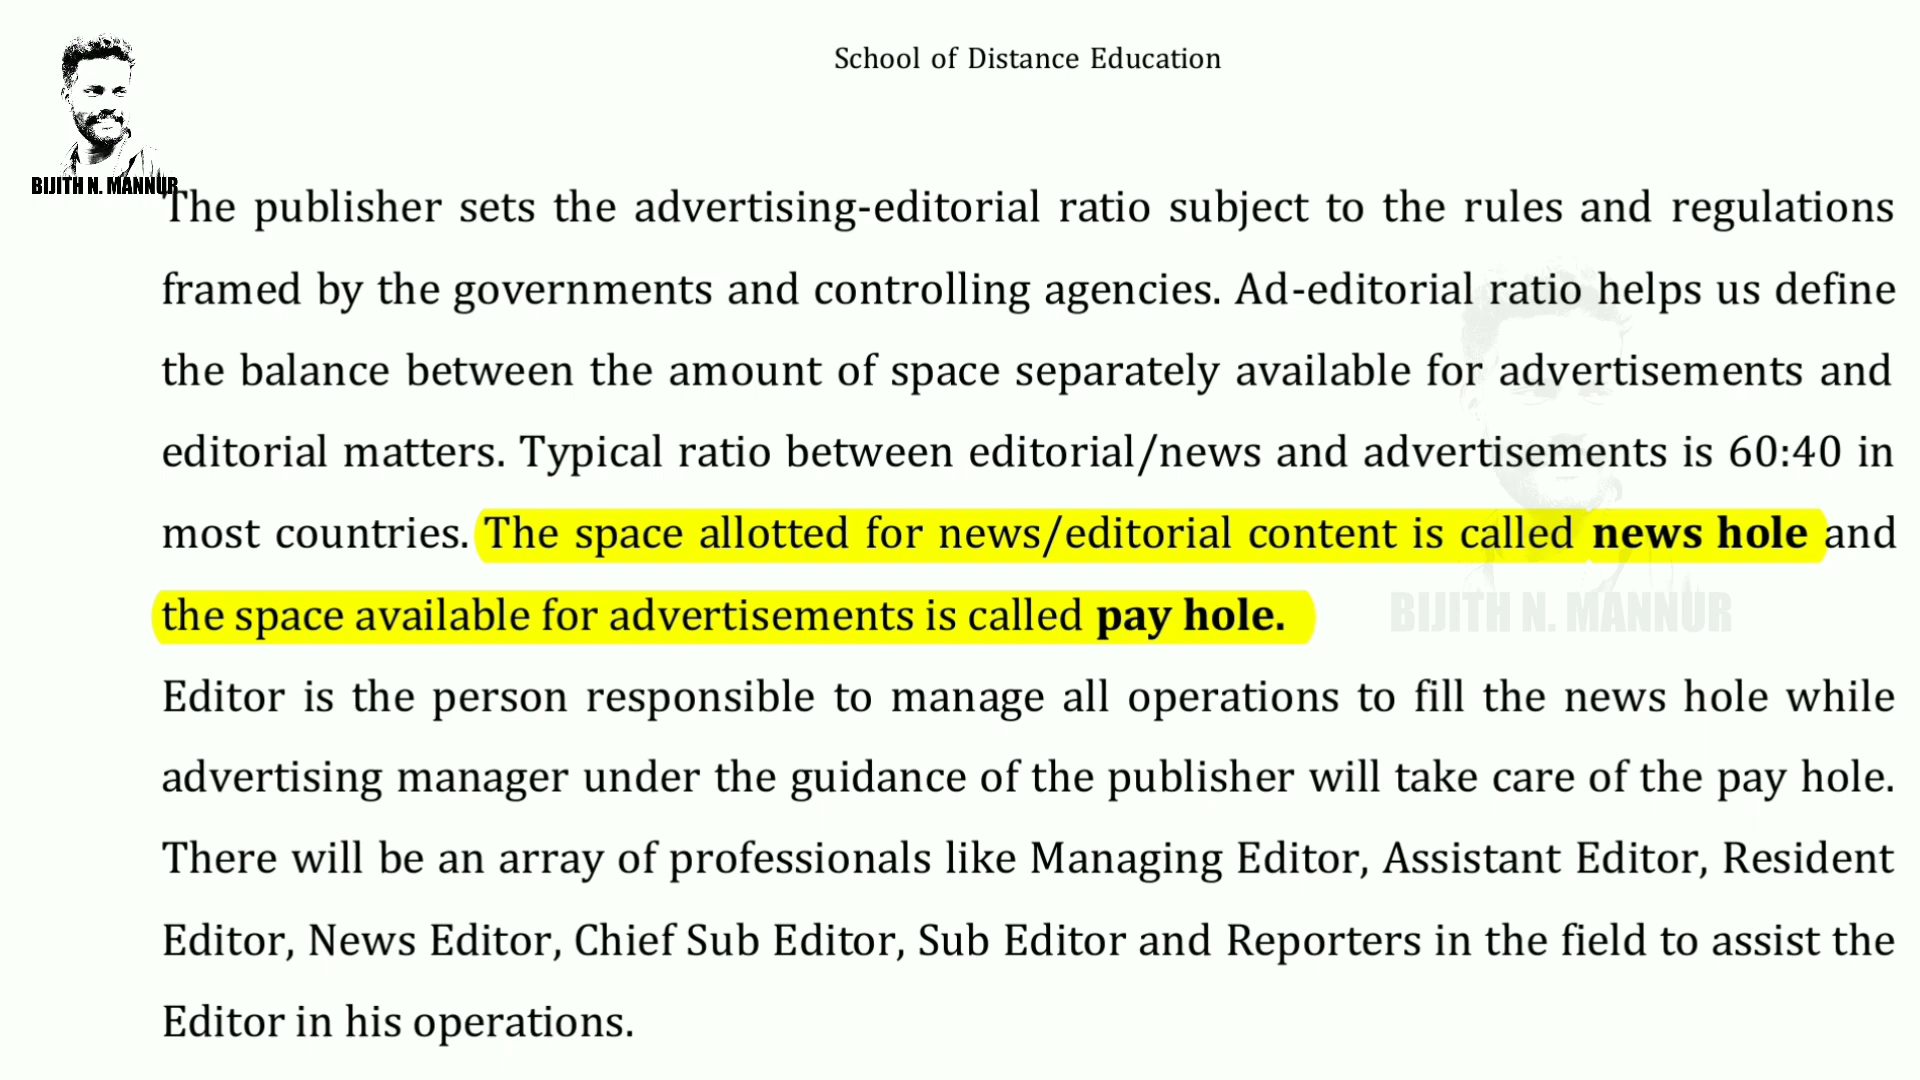 School of Distance Education
BIJITH N. MANNUR
The publisher sets the advertising-editorial ratio subject to the rules and regulations
framed by the governments and controlling agencies. Ad-editorial ratio helps us define
the balance between the amount of space separately available for advertisements and
editorial matters. Typical ratio between editorial/news and advertisements is 60:40 in
most countries. The space allotted for news/editorial content is called news hole and
the space available for advertisements is called pay hole.
BIJITH N. MANNUR
Editor is the person responsible to manage all operations to fill the news hole while
advertising manager under the guidance of the publisher will take care of the pay hole.
There will be an array of professionals like Managing Editor, Assistant Editor, Resident
Editor, News Editor, Chief Sub Editor, Sub Editor and Reporters in the field to assist the
Editor in his operations.